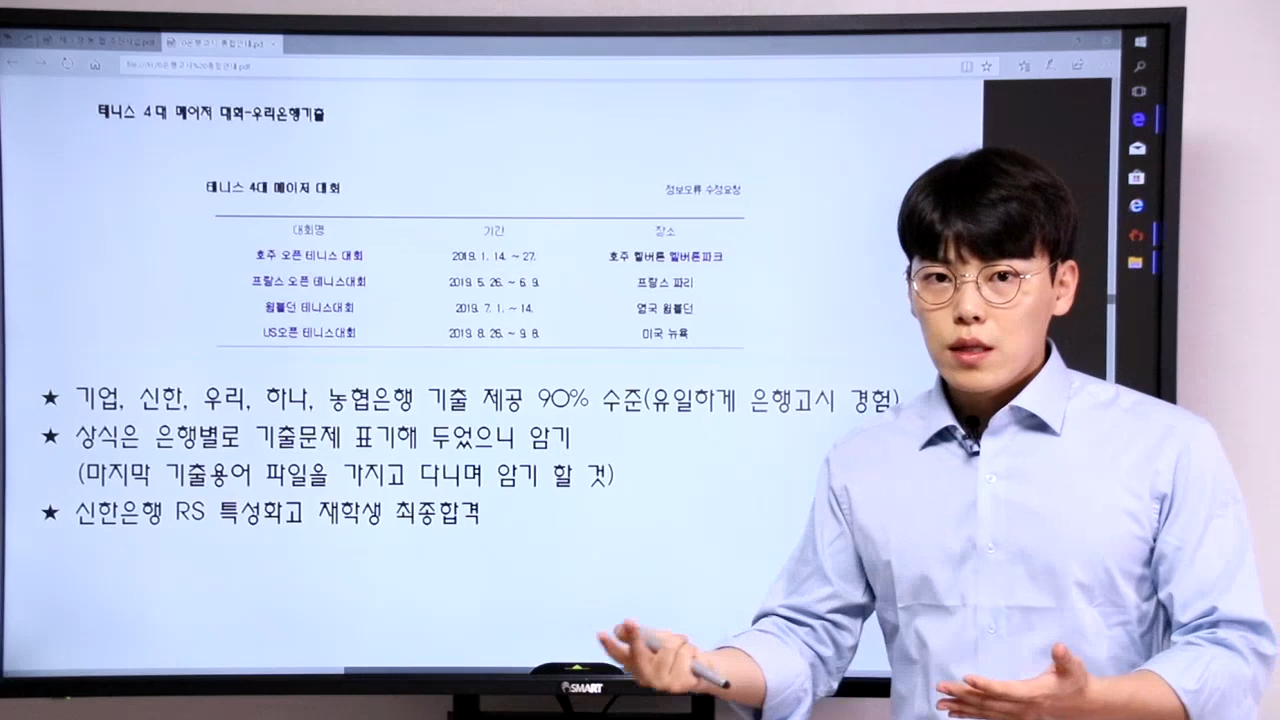 테니스 4대 메이저 대회-우리은행기출
테니스 4대 메이저 대회
정보오류 수정요청
대회명 기간 장소
호주 오픈 테니스 대회 2019. 1. 14. ~ 27. 호주 멜버른 멜버른파크
프랑스 오픈 테니스대회 2019. 5. 26. ~ 6. 9. 프랑스 파리
윔블던 테니스대회 2019. 7. 1. ~ 14. 영국 윔블던
US오픈 테니스대회 2019. 8. 26. ~ 9. 8. 미국 뉴욕
★ 기업, 신한, 우리, 하나, 농협은행 기출 제공 90% 수준(유일하게 은행고시 경험)
★ 상식은 은행별로 기출문제 표기해 두었으니 암기
(마지막 기출용어 파일을 가지고 다니며 암기 할 것)
★ 신한은행 RS 특성화고 재학생 최종합격
SMART